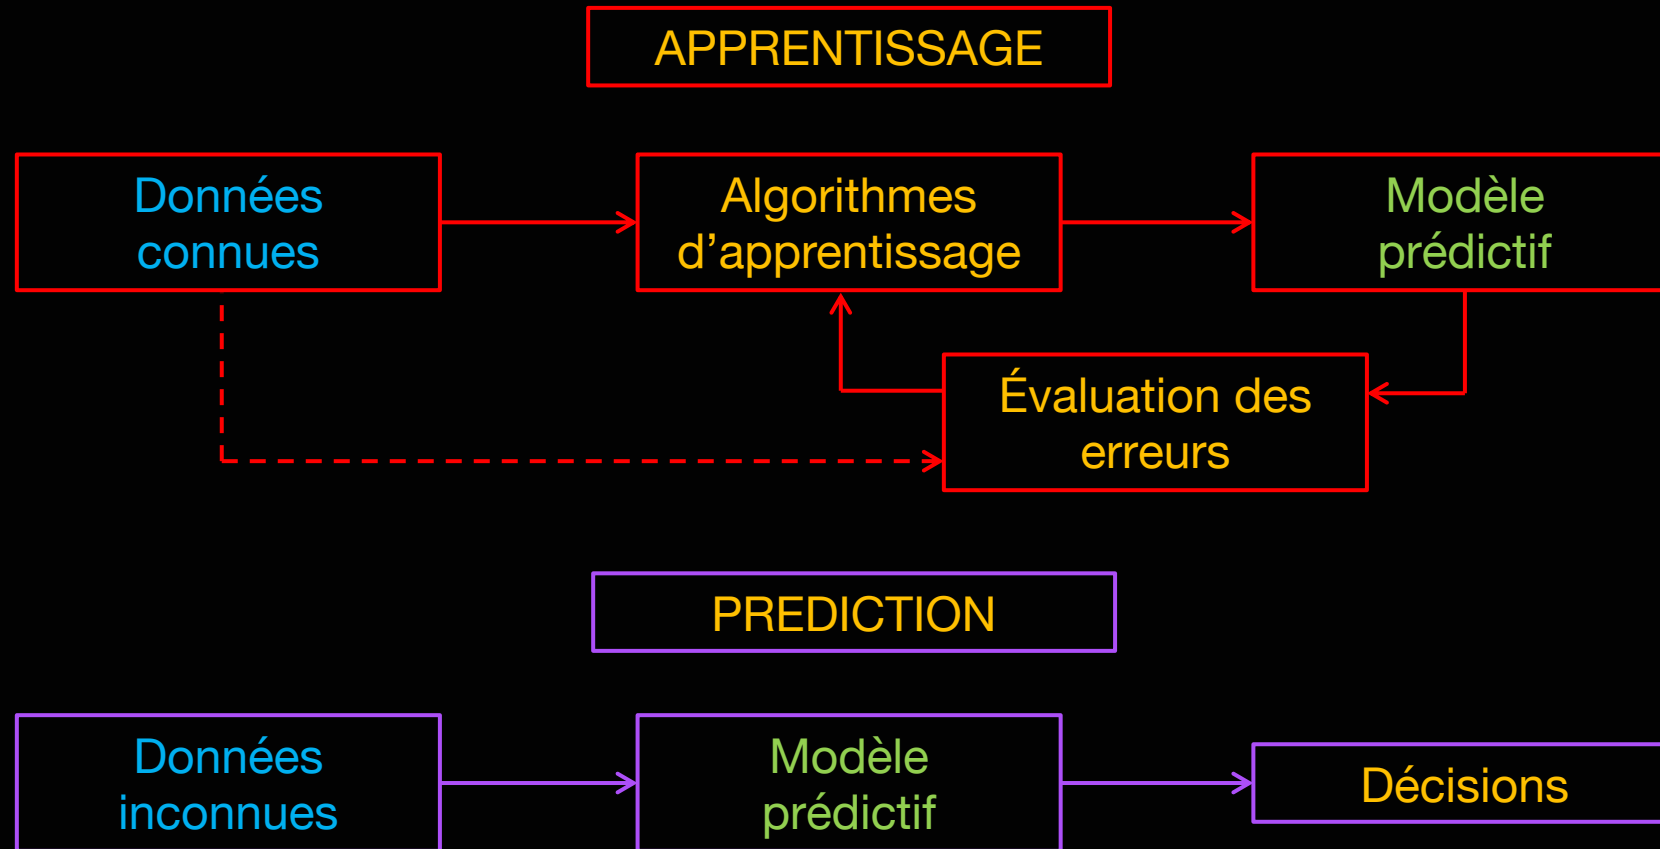 APPRENTISSAGE
Données
connues
Algorithmes
d’apprentissage
Modèle
prédictif
Évaluation des
erreurs
PREDICTION
Données
inconnues
Modèle
prédictif
Décisions